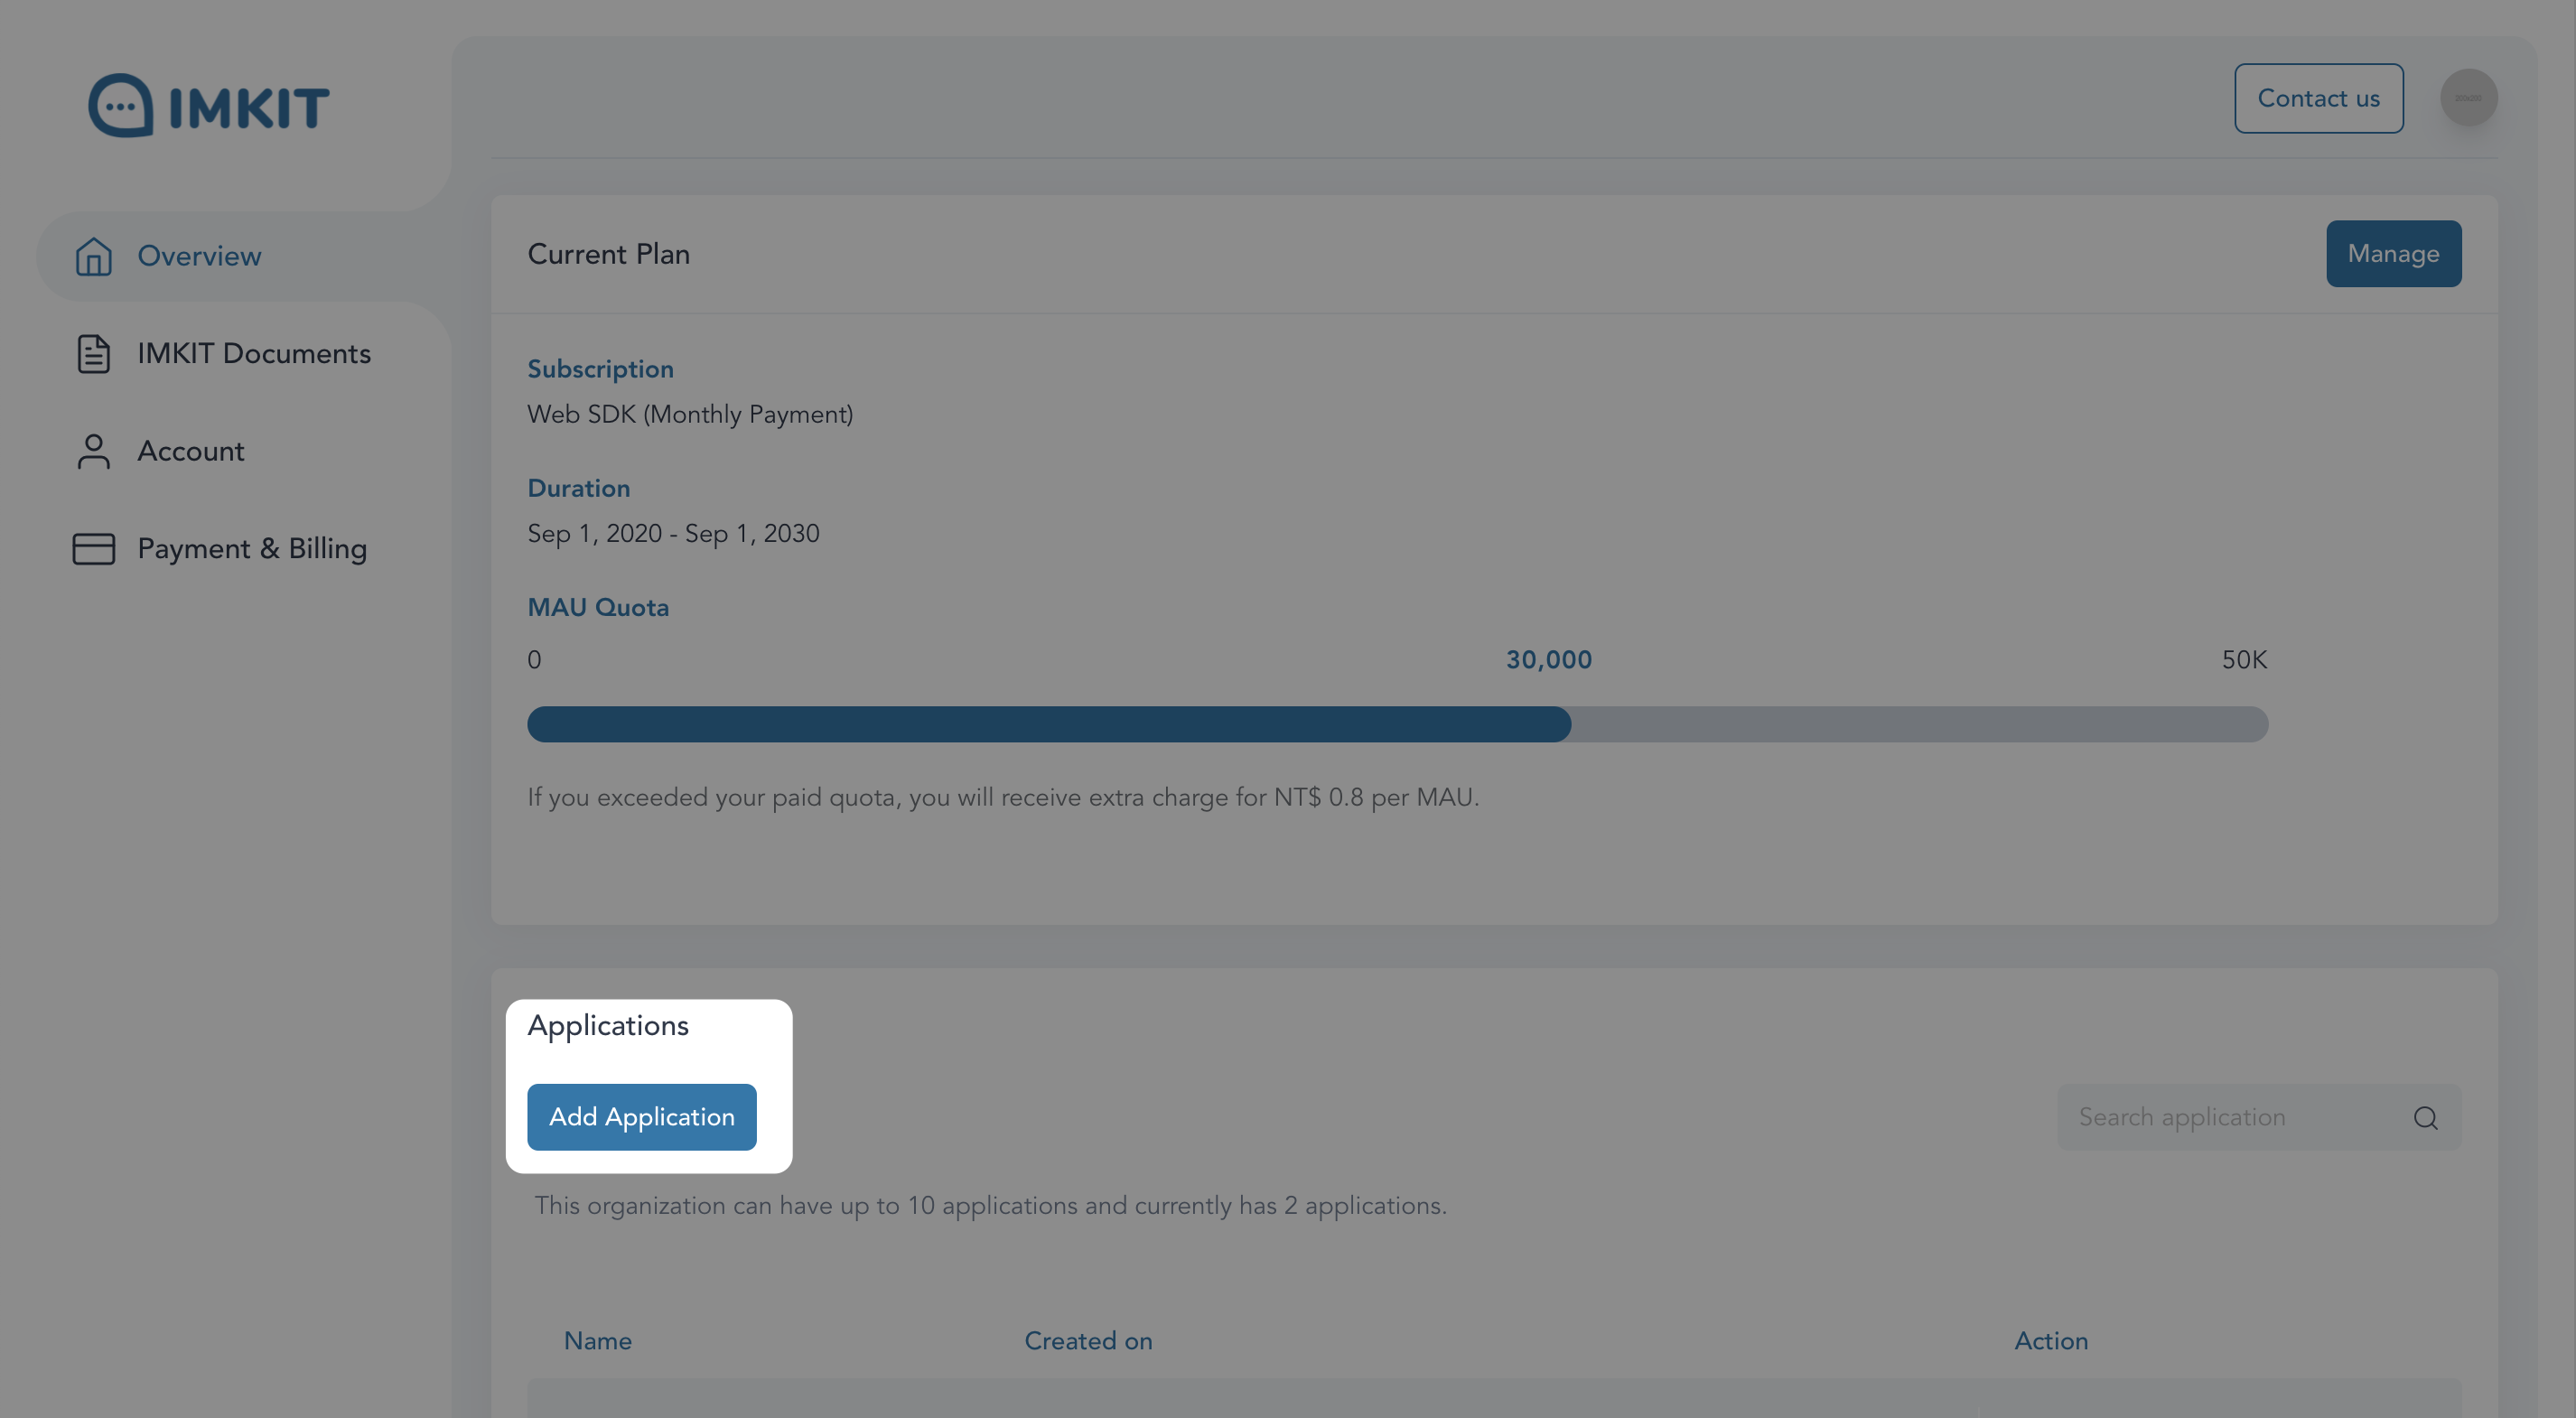 IMKIT
Contact us
Overview
IMKIT Documents
Account
Payment & Billing
Current Plan
Manage
Subscription
Web SDK (Monthly Payment)
Duration
Sep 1, 2020 - Sep 1, 2030
MAU Quota
0 30,000 50K
If you exceeded your paid quota, you will receive extra charge for NT$ 0.8 per MAU.
Applications
Add Application
Search application
This organization can have up to 10 applications and currently has 2 applications.
Name Created on Action